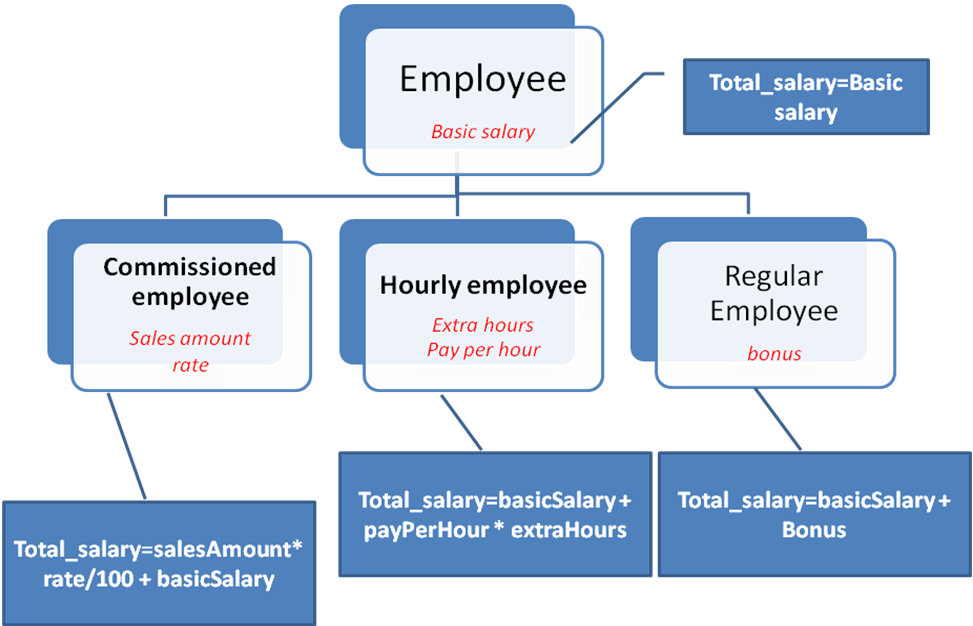 Employee
Basic salary
Total_salary=Basic
salary
Commissioned
employee
Sales amount
rate
Hourly employee
Extra hours
Pay per hour
Regular
Employee
bonus
Total_salary=salesAmount*
rate/100 + basicSalary
Total_salary=basicSalary +
payPerHour * extraHours
Total_salary=basicSalary +
Bonus